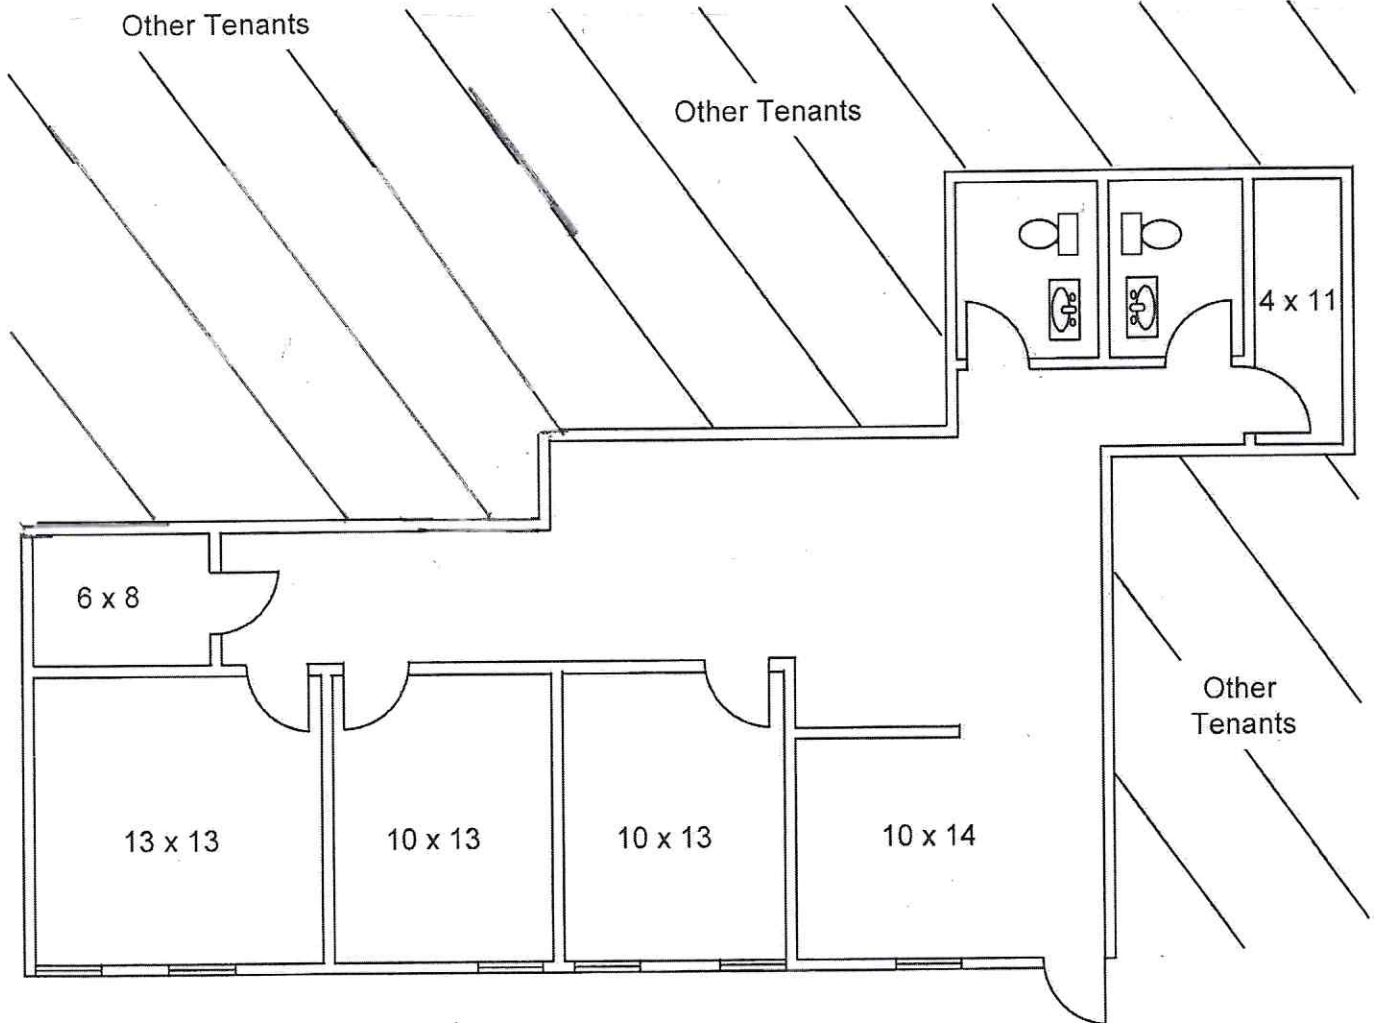 Other Tenants
Other Tenants
4 x 11
6 x 8
Other
Tenants
13 x 13
10 x 13
10 x 13
10 x 14